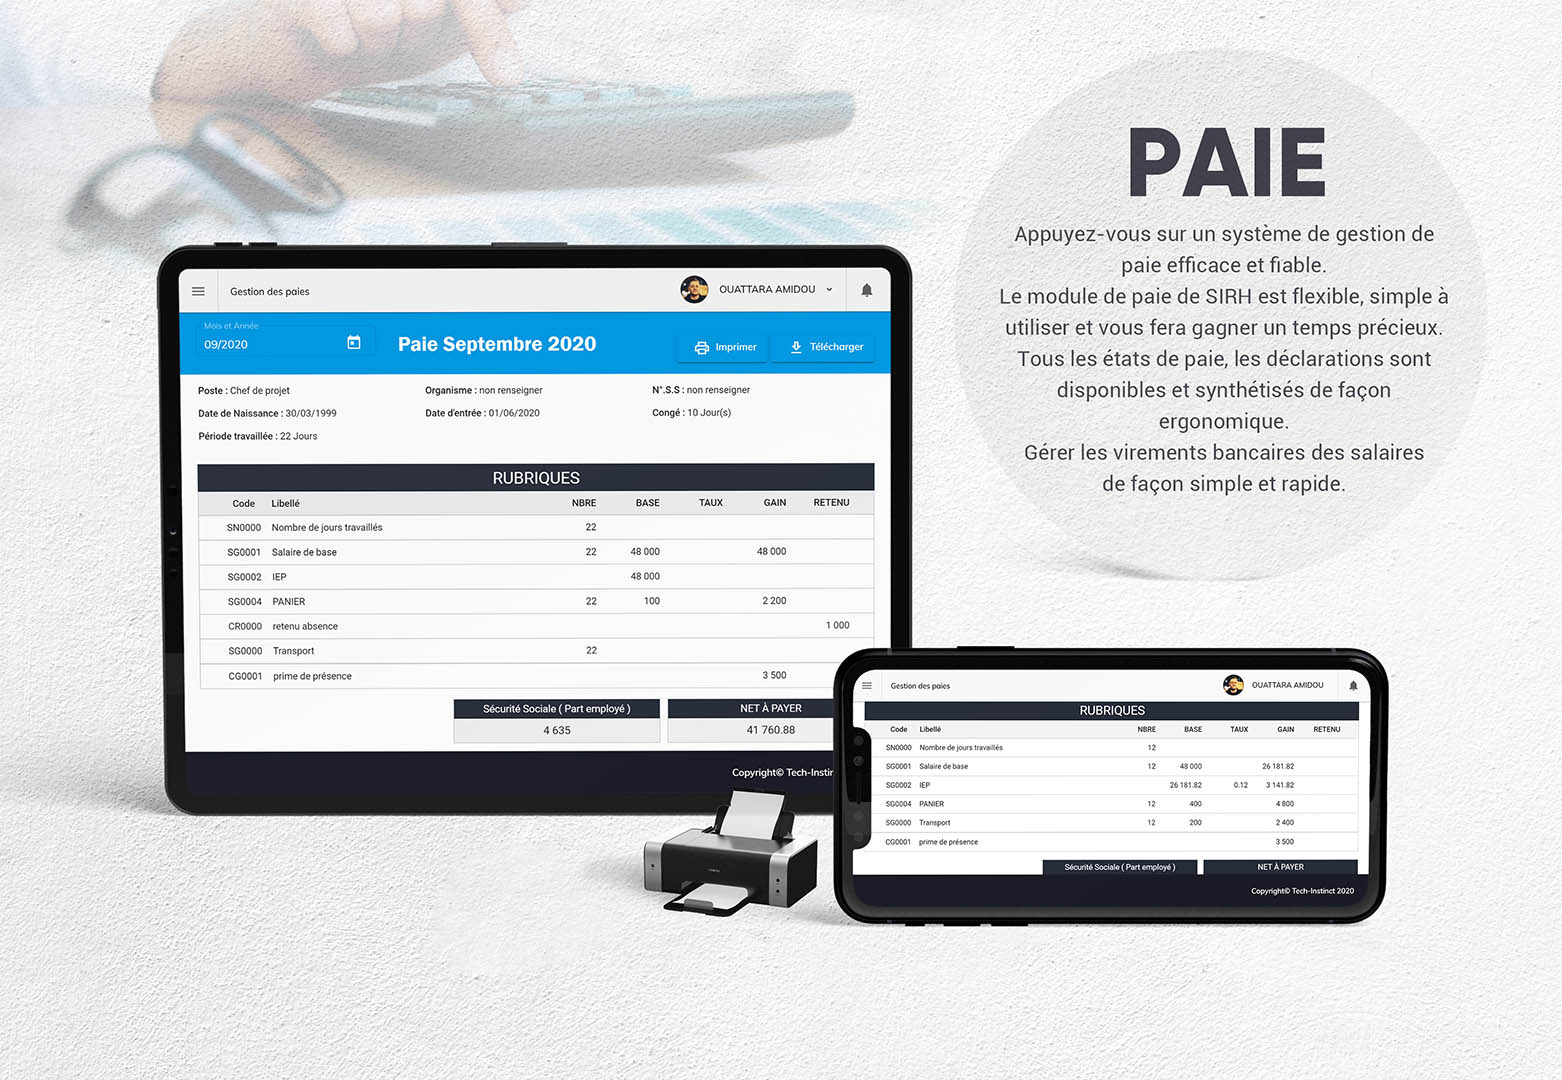 PAIE
Appuyez-vous sur un système de gestion de
paie efficace et fiable.
Le module de paie de SIRH est flexible, simple à
utiliser et vous fera gagner un temps précieux.
Tous les états de paie, les déclarations sont
disponibles et synthétisés de façon
ergonomique.
Gérer les virements bancaires des salaires
de façon simple et rapide.
Gestion des paies OUATTARA AMIDOU
Mois et Année
09/2020 Paie Septembre 2020 Imprimer Télécharger
Poste : Chef de projet Organisme : non renseigner N°.S.S : non renseigner
Date de Naissance : 30/03/1999 Date d'entrée : 01/06/2020 Congé : 10 Jour(s)
Période travaillée : 22 Jours
RUBRIQUES
Code Libellé NBRE BASE TAUX GAIN RETENU
SN0000 Nombre de jours travaillés 22
SG0001 Salaire de base 22 48 000 48 000
SG0002 IEP 48 000
SG0004 PANIER 22 100 2 200
CR0000 retenu absence 1 000
SG0000 Transport 22
CG0001 prime de présence 3 500
Sécurité Sociale ( Part employé ) NET À PAYER
4 635 41 760.88
Copyright© Tech-Instin
Gestion des paies OUATTARA AMIDOU
RUBRIQUES
Code Libellé NBRE BASE TAUX GAIN RETENU
SN0000 Nombre de jours travaillés 12
SG0001 Salaire de base 12 48 000 26 181.82
SG0002 IEP 26 181.82 0.12 3 141.82
SG0004 PANIER 12 400 4 800
SG0000 Transport 12 200 2 400
CG0001 prime de présence 3 500
Sécurité Sociale ( Part employé ) NET À PAYER
Copyright© Tech-Instinct 2020